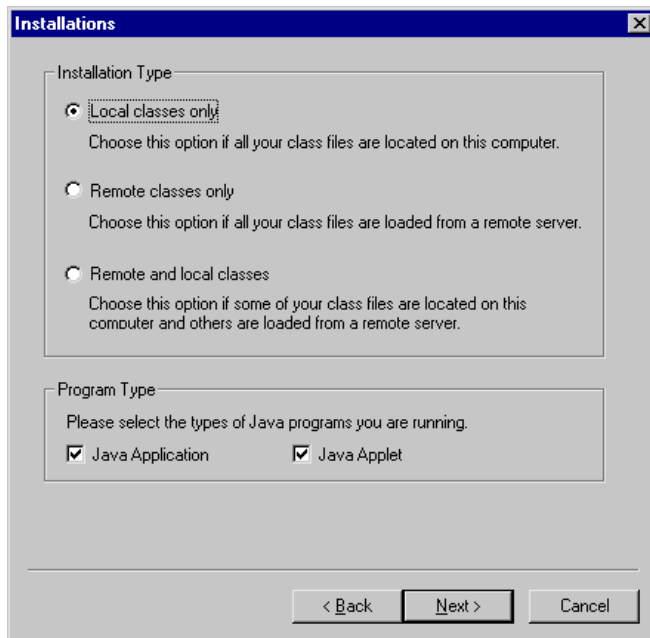 Installations
Installation Type
Local classes only
Choose this option if all your class files are located on this computer.
Remote classes only
Choose this option if all your class files are loaded from a remote server.
Remote and local classes
Choose this option if some of your class files are located on this
computer and others are loaded from a remote server.
Program Type
Please select the types of Java programs you are running.
Java Application Java Applet
< Back Next > Cancel